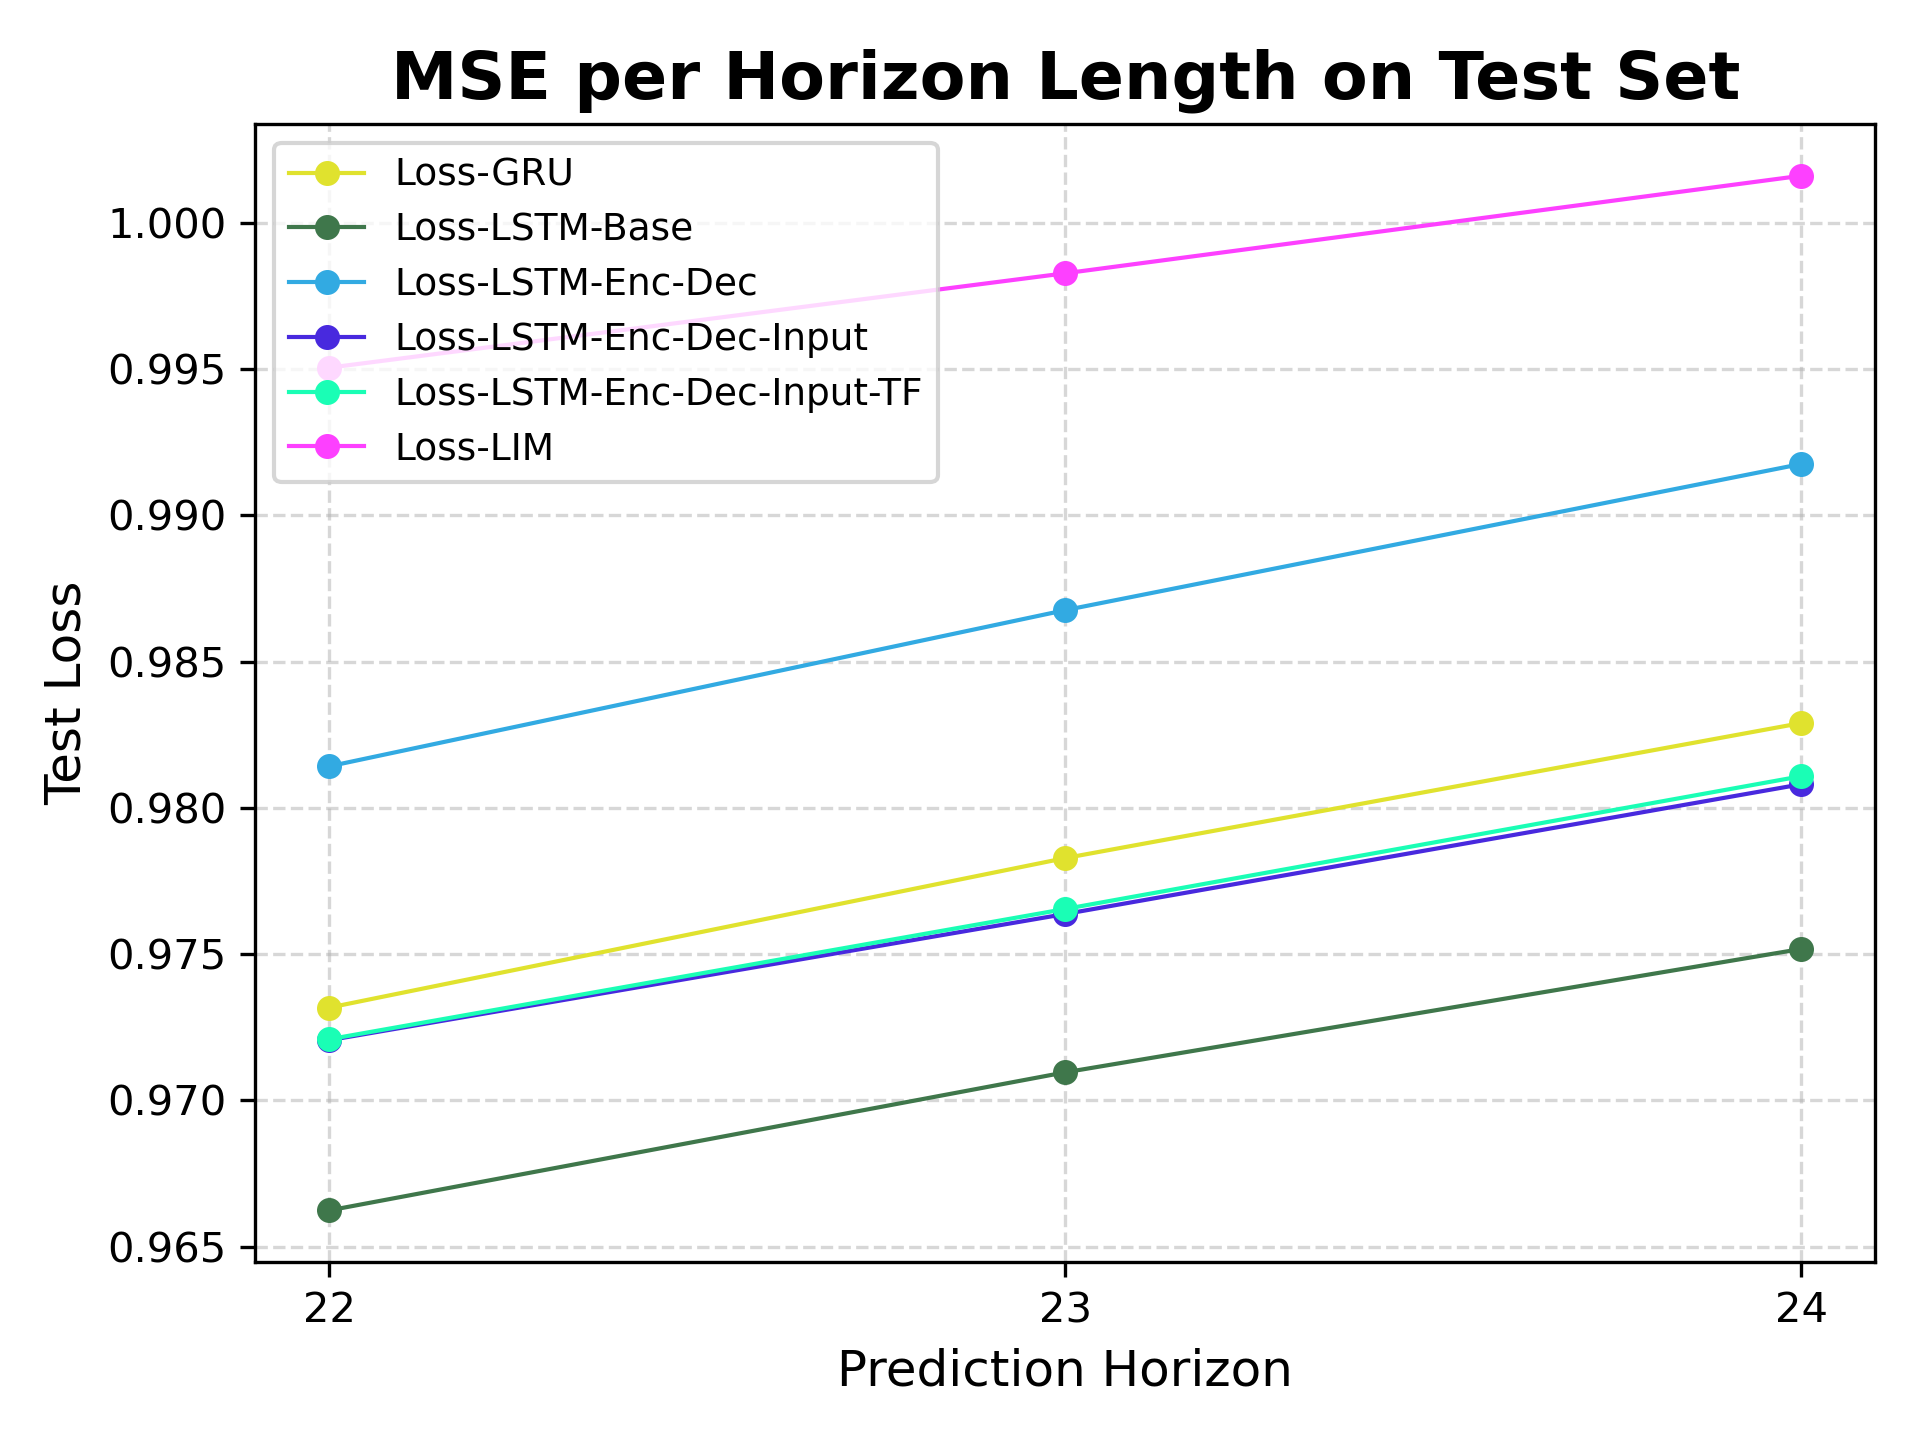 MSE per Horizon Length on Test Set
Loss-GRU
Loss-LSTM-Base
Loss-LSTM-Enc-Dec
Loss-LSTM-Enc-Dec-Input
Loss-LSTM-Enc-Dec-Input-TF
Loss-LIM
1.000
0.995
0.990
0.985
0.980
0.975
0.970
0.965
Test Loss
22 23 24
Prediction Horizon